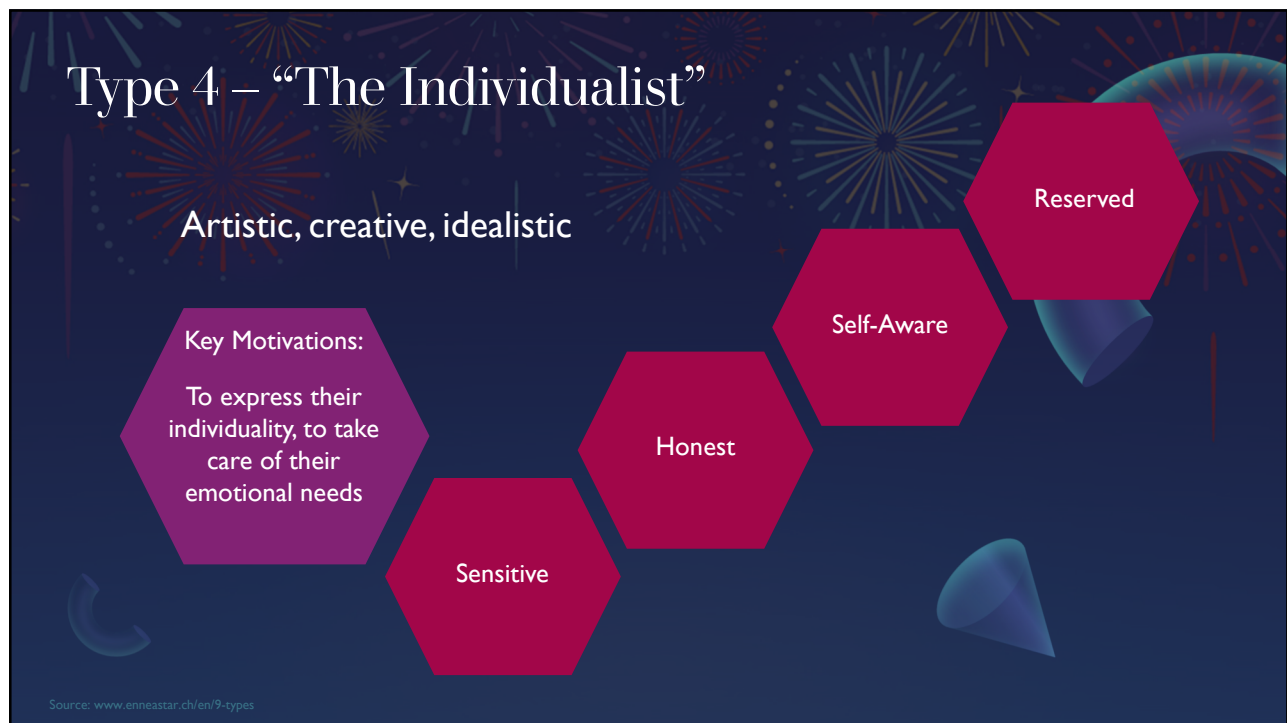 Type 4 – “The Individualist”
Artistic, creative, idealistic
Key Motivations:
To express their
individuality, to take
care of their
emotional needs
Sensitive
Honest
Self-Aware
Reserved
Source: www.enneastar.ch/en/9-types